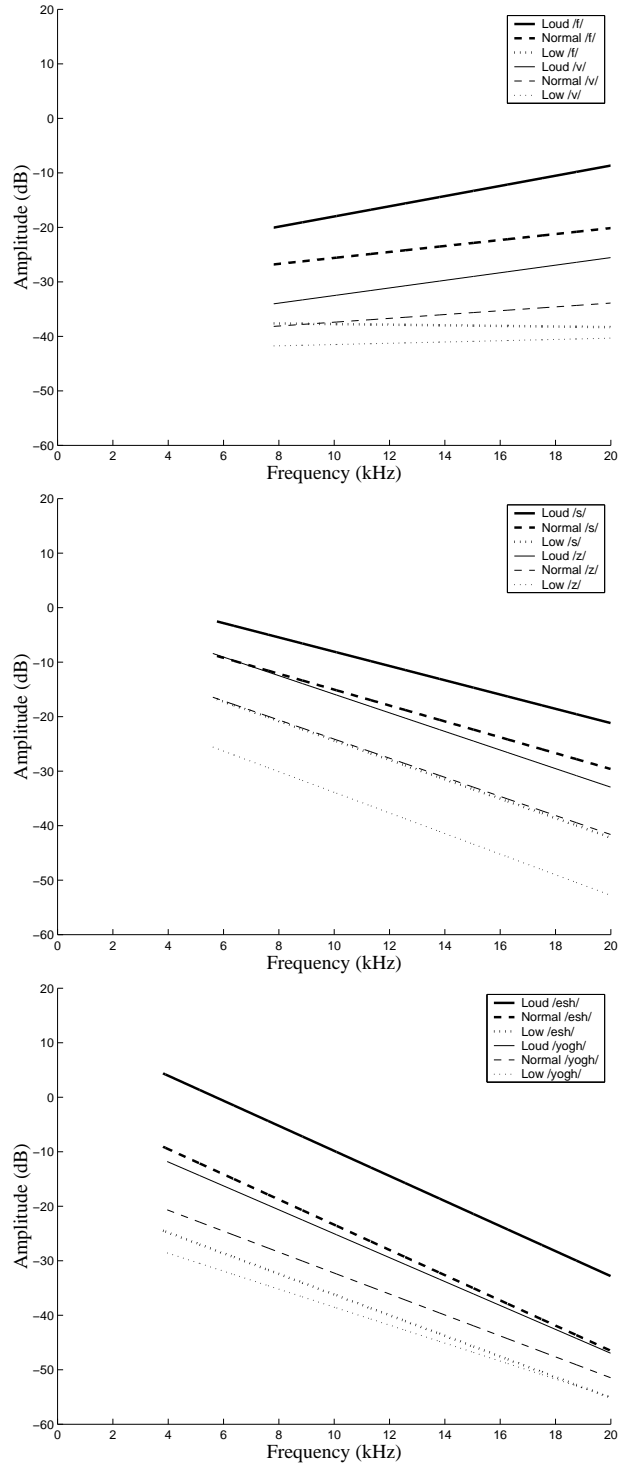 20
10
0
−10
−20
−30
−40
−50
−60
Amplitude (dB)
0 2 4 6 8 10 12 14 16 18 20
Frequency (kHz)
Loud /f/
Normal /f/
Low /f/
Loud /v/
Normal /v/
Low /v/
20
10
0
−10
−20
−30
−40
−50
−60
Amplitude (dB)
0 2 4 6 8 10 12 14 16 18 20
Frequency (kHz)
Loud /s/
Normal /s/
Low /s/
Loud /z/
Normal /z/
Low /z/
20
10
0
−10
−20
−30
−40
−50
−60
Amplitude (dB)
0 2 4 6 8 10 12 14 16 18 20
Frequency (kHz)
Loud /esh/
Normal /esh/
Low /esh/
Loud /yogh/
Normal /yogh/
Low /yogh/